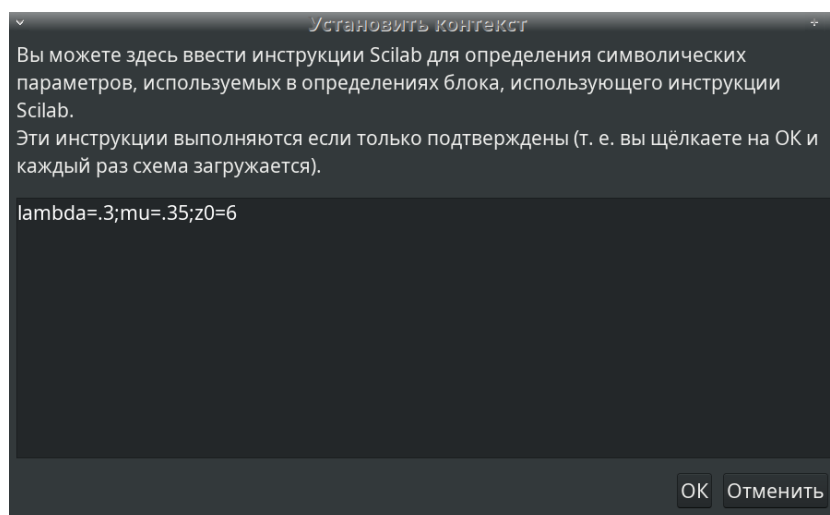 Установить контекст
Вы можете здесь ввести инструкции Scilab для определения символических
параметров, используемых в определениях блока, использующего инструкции
Scilab.
Эти инструкции выполняются если только подтверждены (т. е. вы щёлкаете на ОК и
каждый раз схема загружается).
lambda=.3;mu=.35;z0=6
ОК Отменить